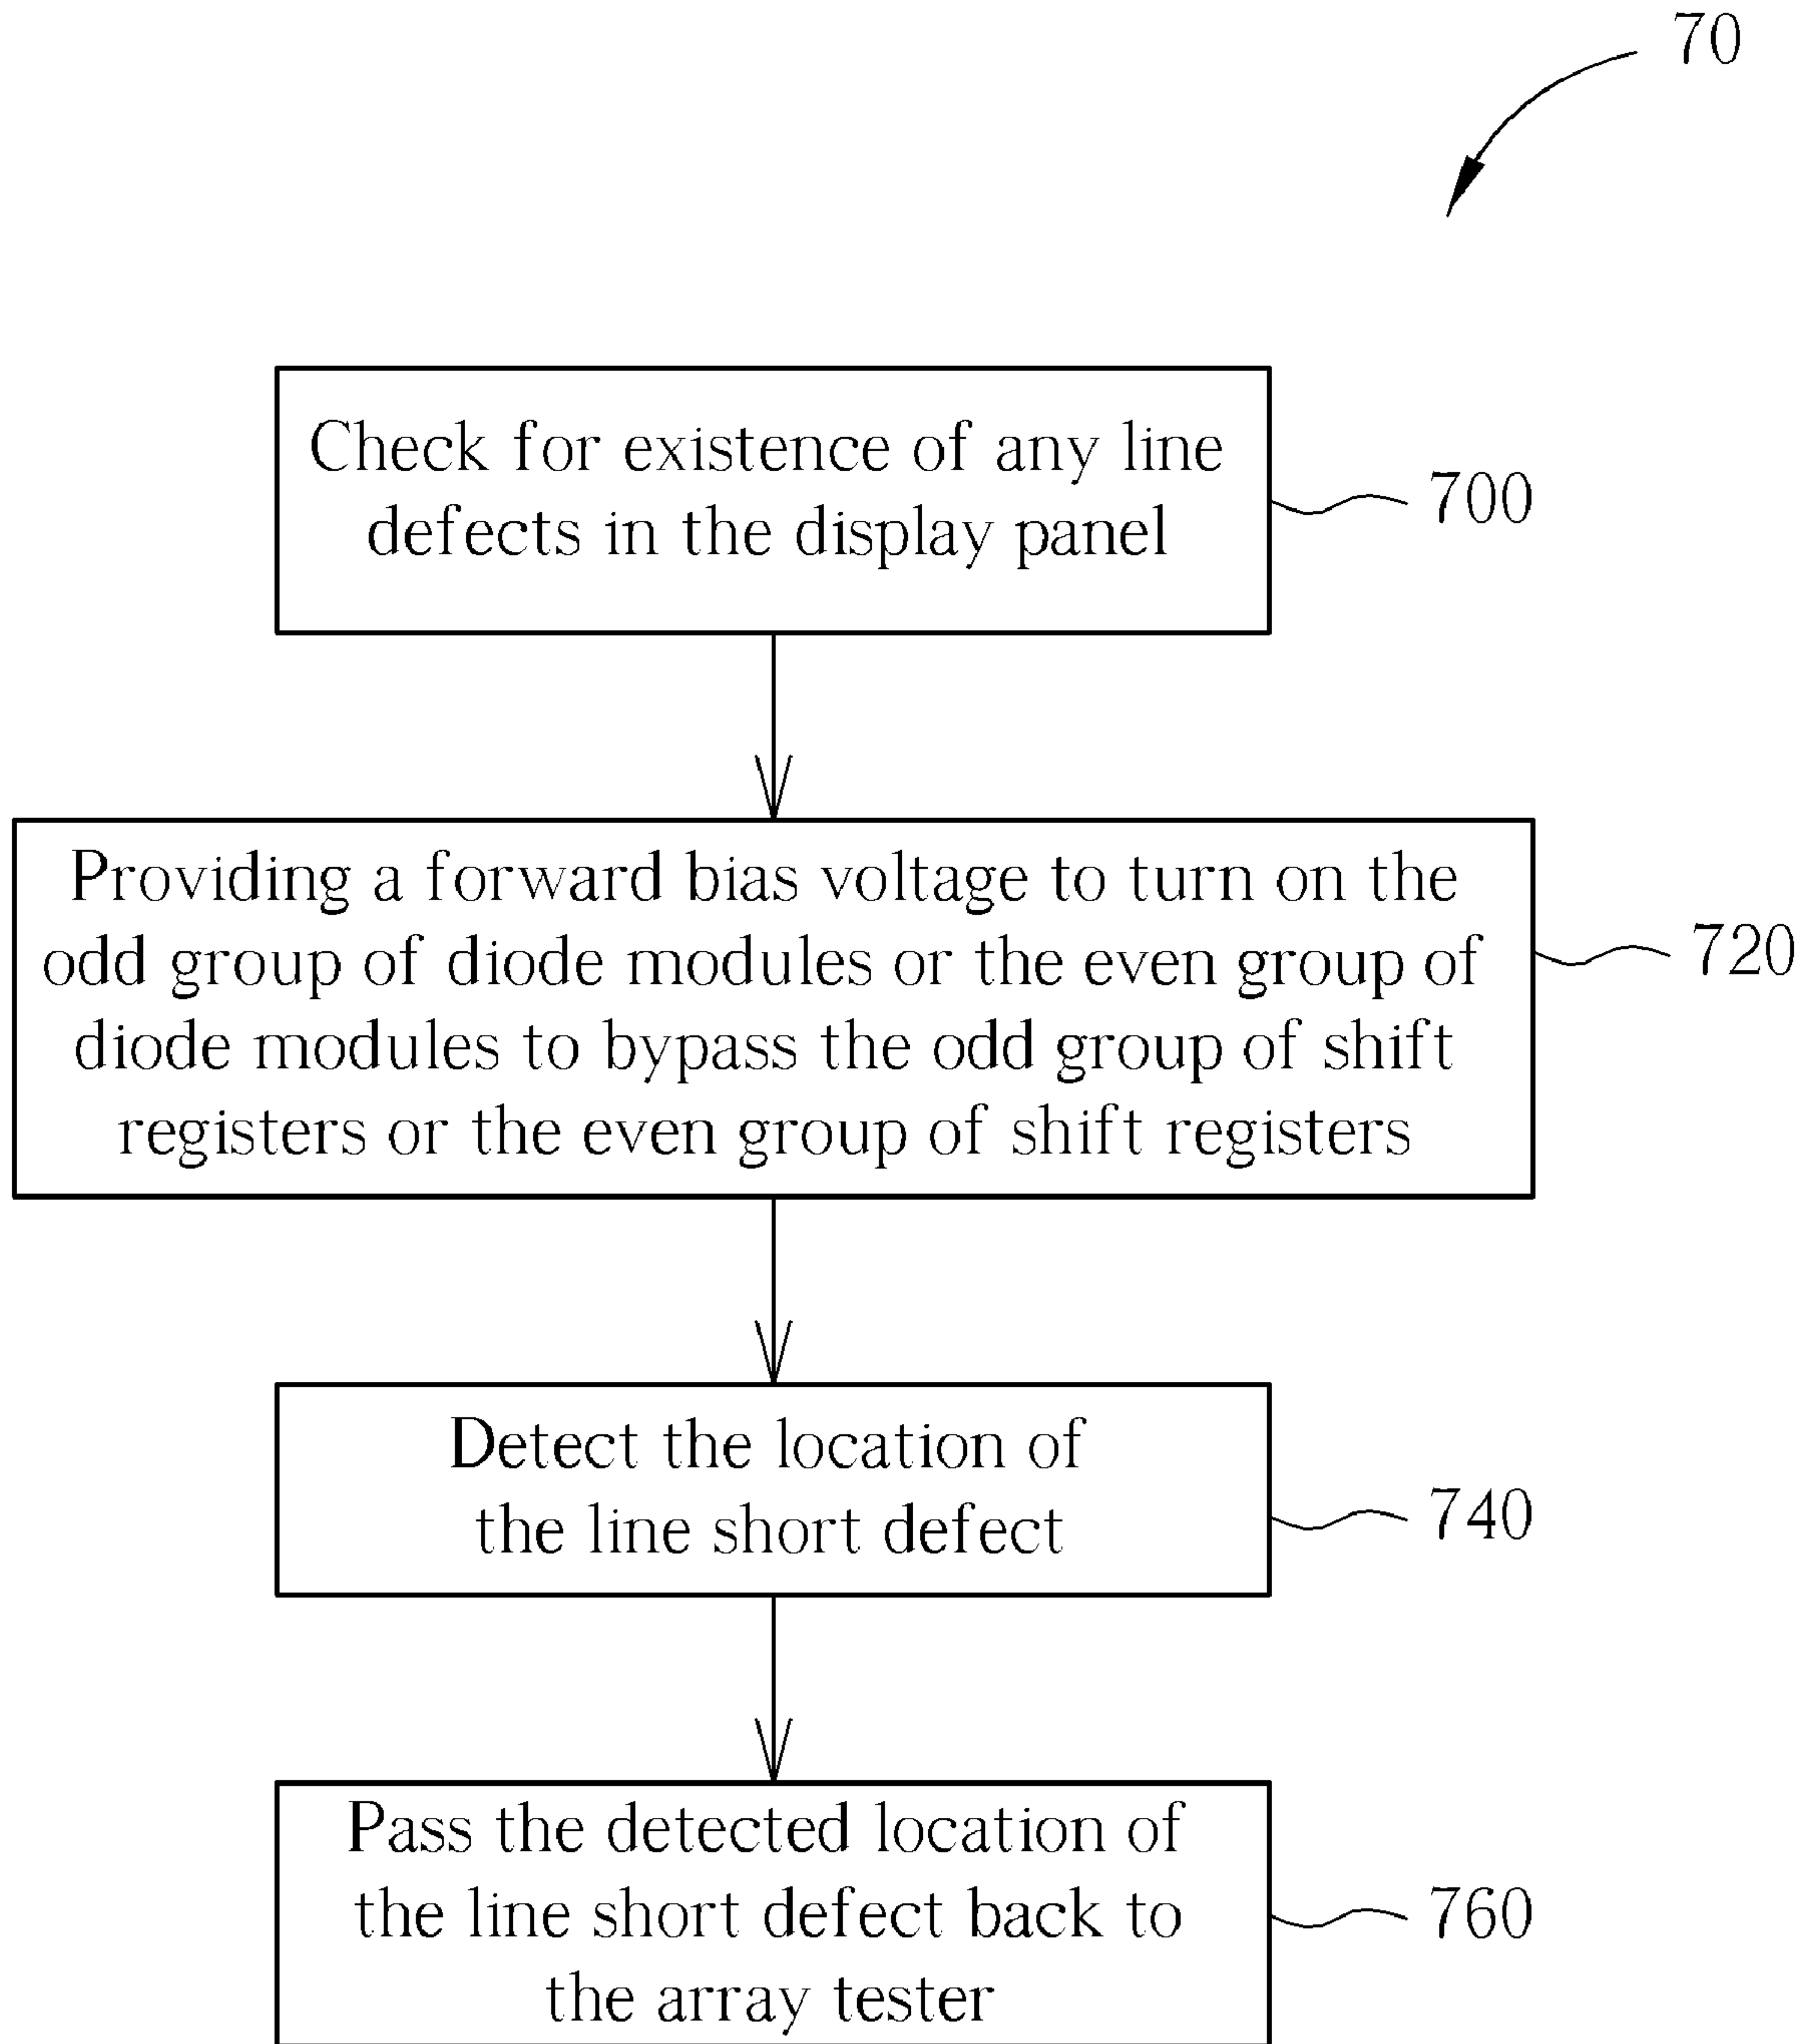 70
Check for existence of any line
defects in the display panel
700
Providing a forward bias voltage to turn on the
odd group of diode modules or the even group of
diode modules to bypass the odd group of shift
registers or the even group of shift registers
720
Detect the location of
the line short defect
740
Pass the detected location of
the line short defect back to
the array tester
760